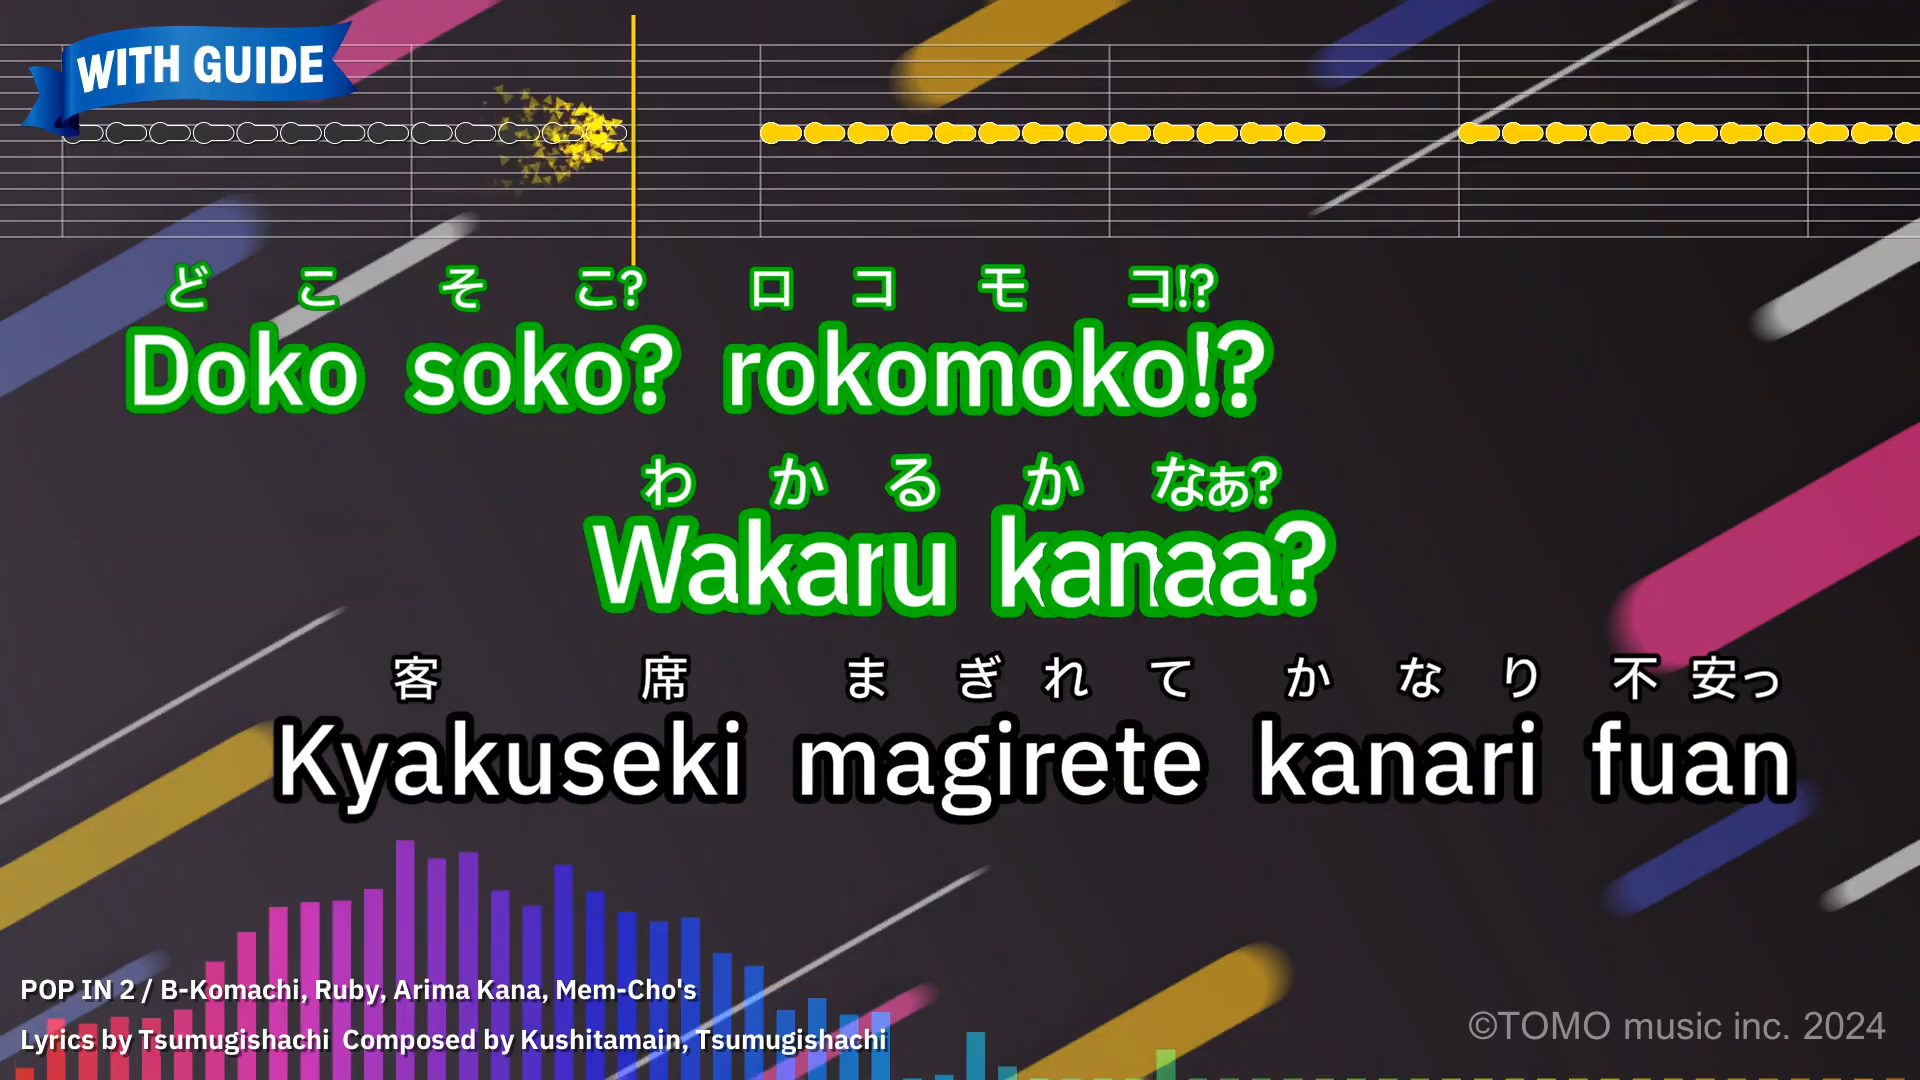 WITH GUIDE
どこそこ? ロコモコ!?
Doko soko? rokomoko!?
わかるかなぁ?
Wakaru kanaa?
客席まぎれてかなり不安っ
Kyakuseki magirete kanari fuan
POP IN 2 / B-Komachi, Ruby, Arima Kana, Mem-Cho's
Lyrics by Tsumugishachi Composed by Kushitamain, Tsumugishachi
©TOMO music inc. 2024